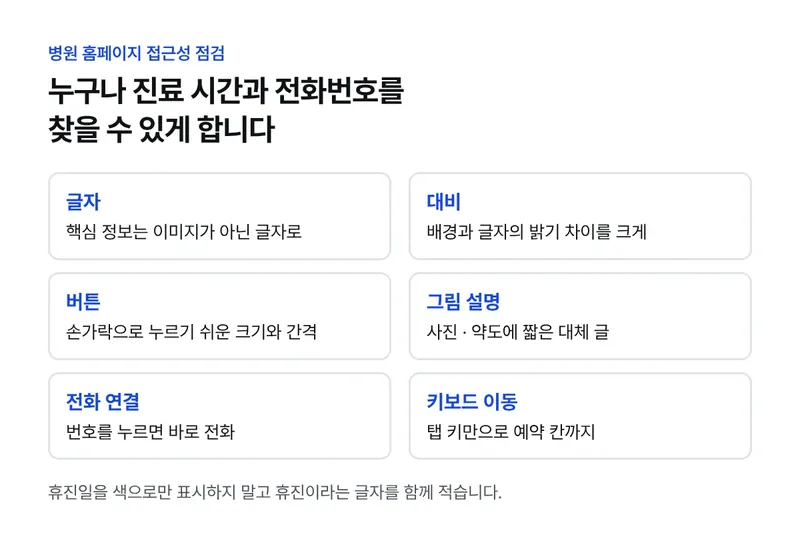 병원 홈페이지 접근성 점검
누구나 진료 시간과 전화번호를
찾을 수 있게 합니다
글자
핵심 정보는 이미지가 아닌 글자로
대비
배경과 글자의 밝기 차이를 크게
버튼
손가락으로 누르기 쉬운 크기와 간격
그림 설명
사진 · 약도에 짧은 대체 글
전화 연결
번호를 누르면 바로 전화
키보드 이동
탭 키만으로 예약 칸까지
휴진일을 색으로만 표시하지 말고 휴진이라는 글자를 함께 적습니다.